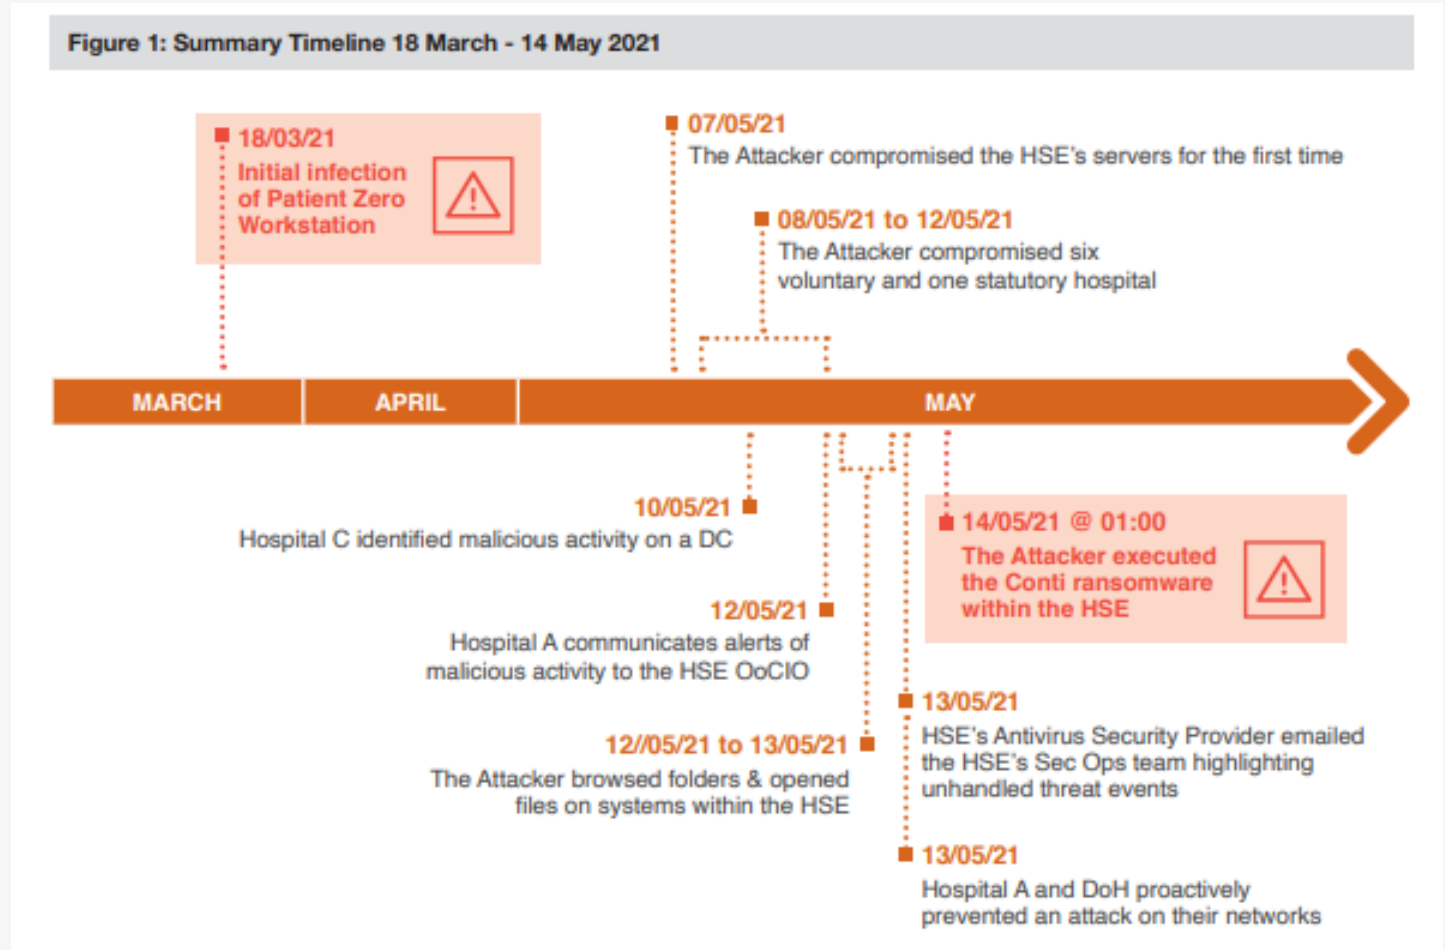 Figure 1: Summary Timeline 18 March - 14 May 2021
18/03/21
Initial infection
of Patient Zero
Workstation
07/05/21
The Attacker compromised the HSE's servers for the first time
08/05/21 to 12/05/21
The Attacker compromised six
voluntary and one statutory hospital
MARCH
APRIL
MAY
10/05/21
Hospital C identified malicious activity on a DC
12/05/21
Hospital A communicates alerts of
malicious activity to the HSE OoCIO
12//05/21 to 13/05/21
The Attacker browsed folders & opened
files on systems within the HSE
14/05/21 @ 01:00
The Attacker executed
the Conti ransomware
within the HSE
13/05/21
HSE's Antivirus Security Provider emailed
the HSE's Sec Ops team highlighting
unhandled threat events
13/05/21
Hospital A and DoH proactively
prevented an attack on their networks